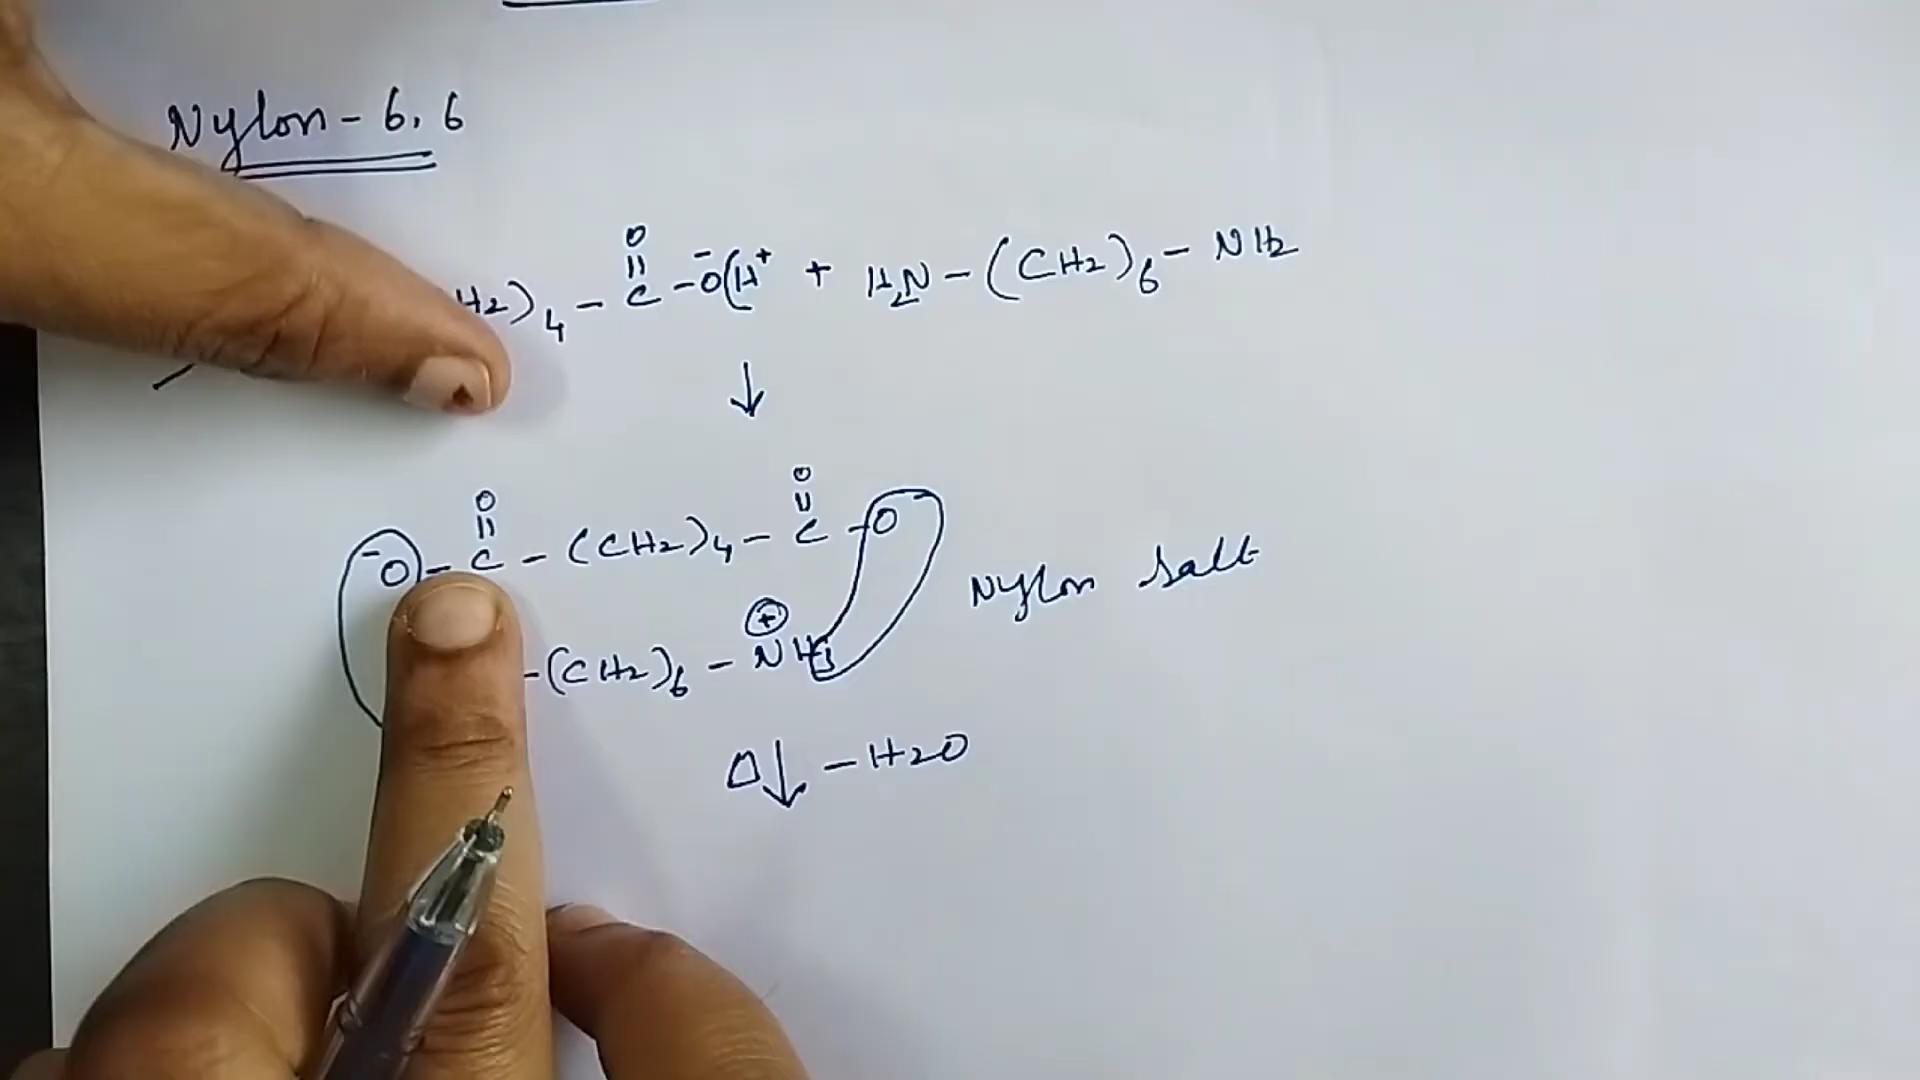 Nylon - 6,6
H2)4 - C - O(H + H2N - (CH2)6 - NH2
O
||
-
+
↓
O
||
O
||
-O - C - (CH2)4 - C - O
+
-(CH2)6 - NH3
Nylon salt
Δ↓ - H2O